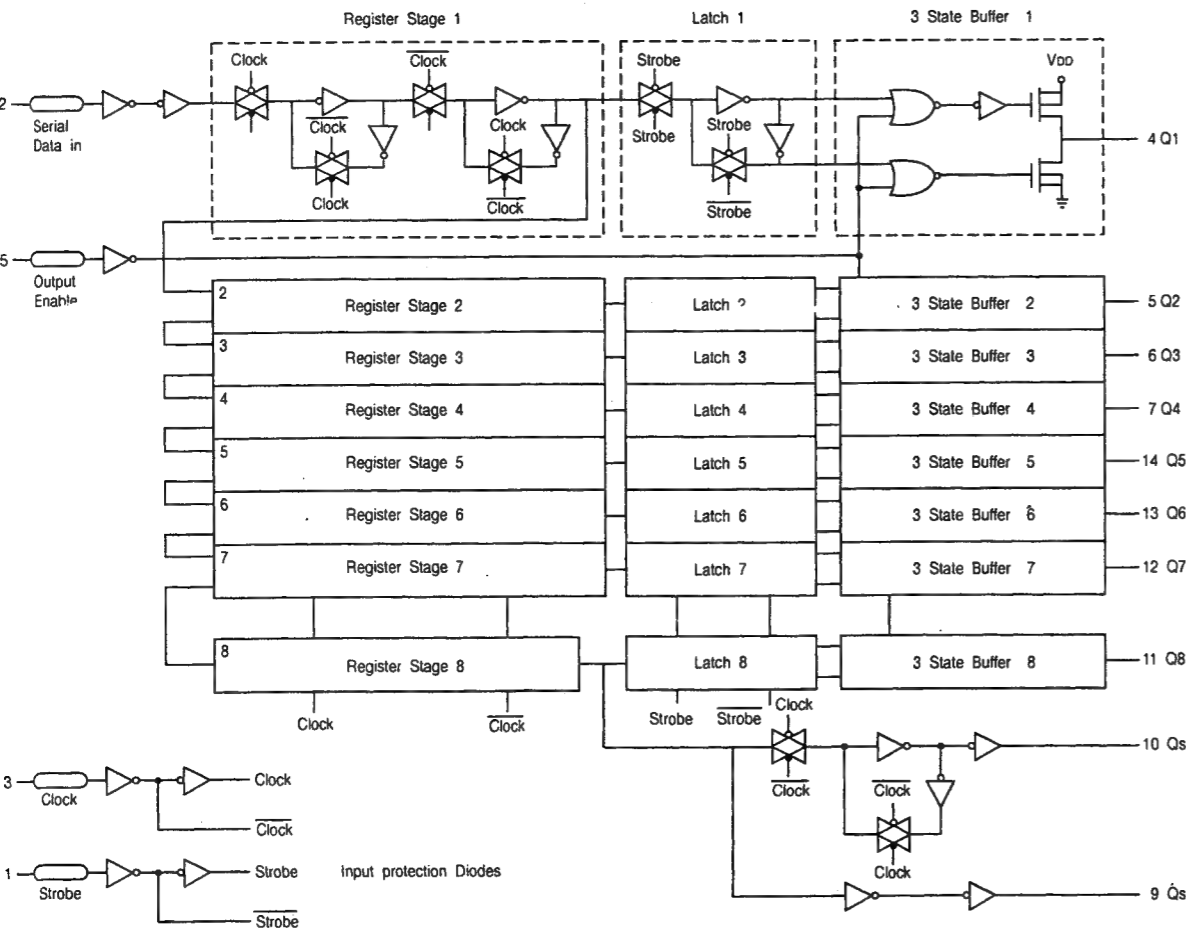 Register Stage 1
Latch 1
3 State Buffer 1
Clock
Clock
Strobe
VDD
2
Serial
Data in
Clock
Clock
Strobe
Strobe
4 Q1
Clock
Clock
Strobe
5
Output
Enable
2
Register Stage 2
Latch 2
3 State Buffer 2
5 Q2
3
Register Stage 3
Latch 3
3 State Buffer 3
6 Q3
4
Register Stage 4
Latch 4
3 State Buffer 4
7 Q4
5
Register Stage 5
Latch 5
3 State Buffer 5
14 Q5
6
Register Stage 6
Latch 6
3 State Buffer 6
13 Q6
7
Register Stage 7
Latch 7
3 State Buffer 7
12 Q7
8
Register Stage 8
Latch 8
3 State Buffer 8
11 Q8
Clock
Clock
Strobe
Strobe
Clock
10 Qs
Clock
Clock
Clock
9 Qs
3
Clock
Clock
Clock
1
Strobe
Strobe
Strobe
Input protection Diodes